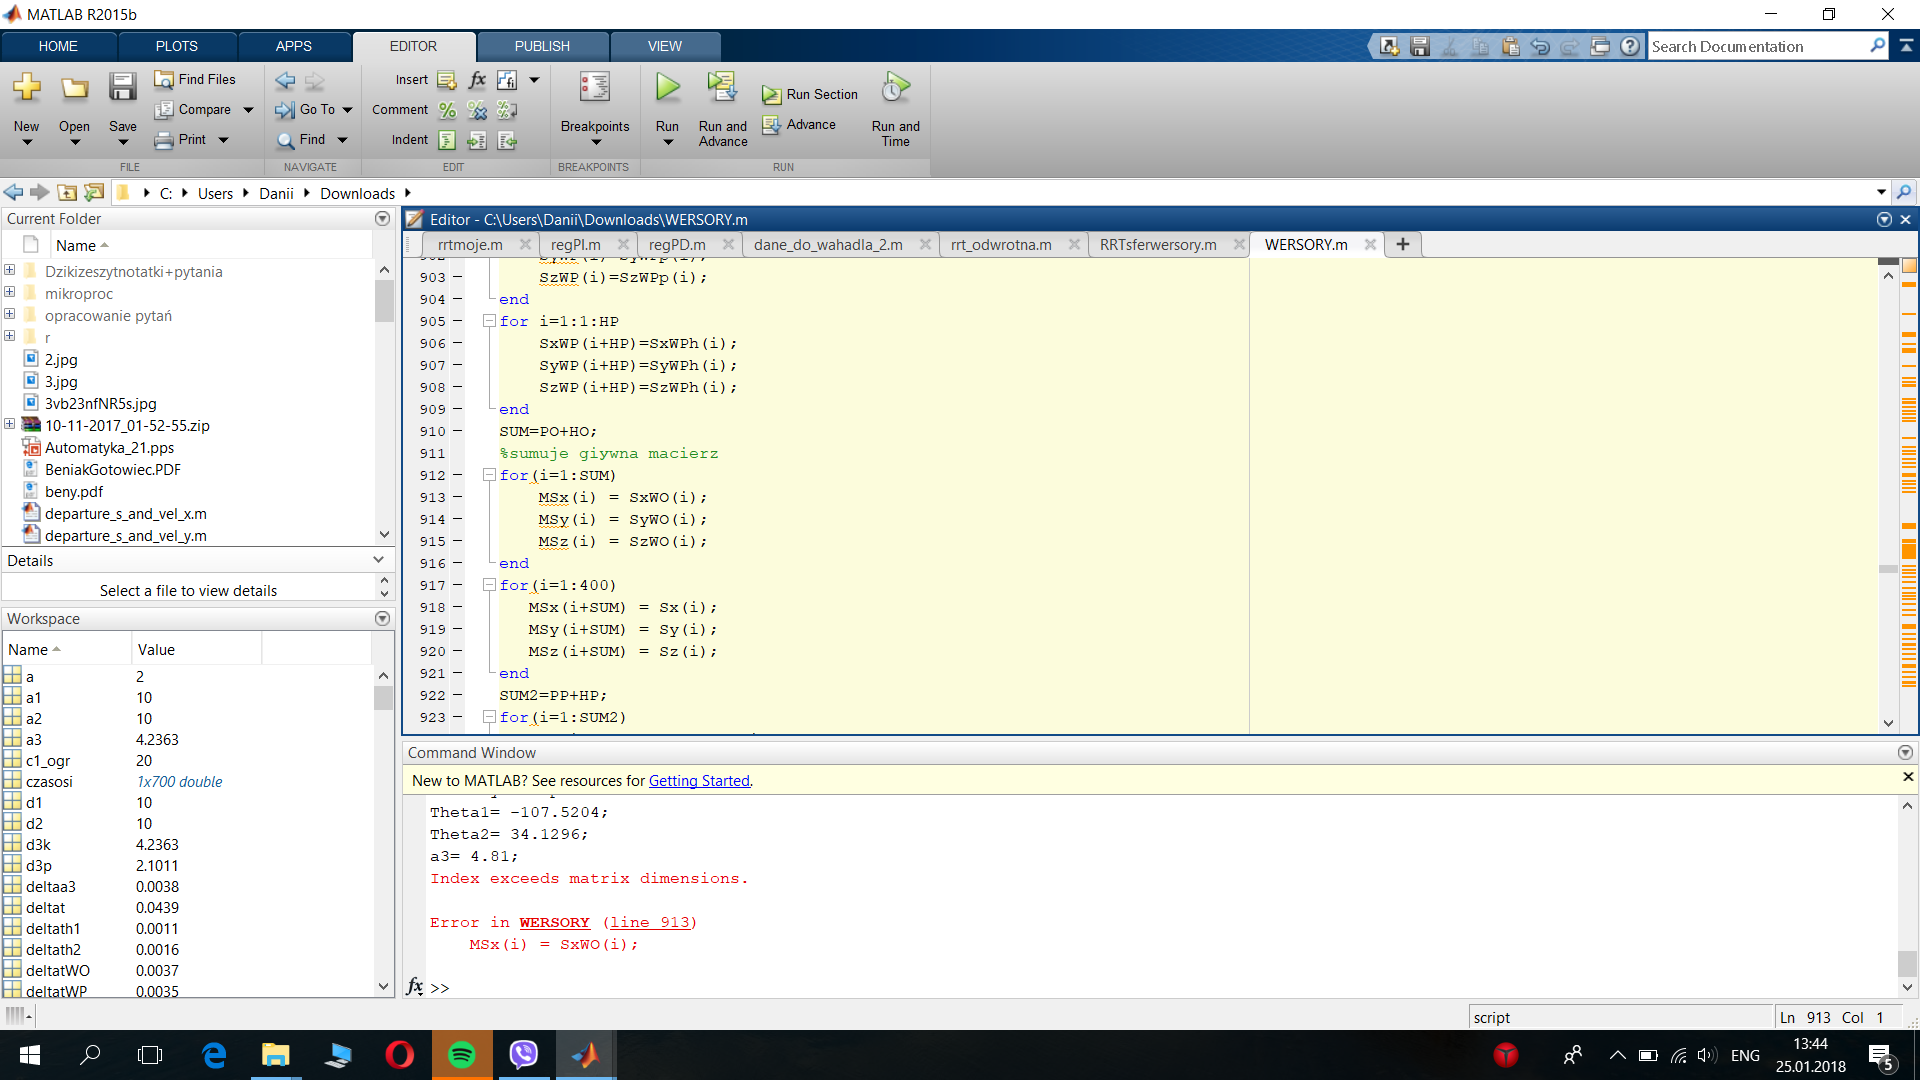 MATLAB R2015b
HOME PLOTS APPS EDITOR PUBLISH VIEW
Search Documentation
New
Open
Save
Find Files
Compare
Print
FILE
Go To
Find
NAVIGATE
Insert
Comment
Indent
EDIT
Breakpoints
BREAKPOINTS
Run
Run and Advance
Run Section
Advance
Run and Time
RUN
C: Users Danii Downloads
Current Folder
Name
Dzikizeszytnotatki+pytania
mikroproc
opracowanie pytań
r
2.jpg
3.jpg
3vb23nfNR5s.jpg
10-11-2017_01-52-55.zip
Automatyka_21.pps
BeniakGotowiec.PDF
beny.pdf
departure_s_and_vel_x.m
departure_s_and_vel_y.m
Details
Select a file to view details
Workspace
Name Value
a 2
a1 10
a2 10
a3 4.2363
c1_ogr 20
czasosi 1x700 double
d1 10
d2 10
d3k 4.2363
d3p 2.1011
deltaa3 0.0038
deltat 0.0439
deltath1 0.0011
deltath2 0.0016
deltatWO 0.0037
deltatWP 0.0035
Editor - C:\Users\Danii\Downloads\WERSORY.m
rrtmoje.m regPI.m regPD.m dane_do_wahadla_2.m rrt_odwrotna.m RRTsferwersory.m WERSORY.m
903 SzWP(i)=SzWPp(i);
904 end
905 for i=1:1:HP
906 SxWP(i+HP)=SxWPh(i);
907 SyWP(i+HP)=SyWPh(i);
908 SzWP(i+HP)=SzWPh(i);
909 end
910 SUM=PO+HO;
911 %sumuje giywna macierz
912 for(i=1:SUM)
913 MSx(i) = SxWO(i);
914 MSy(i) = SyWO(i);
915 MSz(i) = SzWO(i);
916 end
917 for(i=1:400)
918 MSx(i+SUM) = Sx(i);
919 MSy(i+SUM) = Sy(i);
920 MSz(i+SUM) = Sz(i);
921 end
922 SUM2=PP+HP;
923 for(i=1:SUM2)
Command Window
New to MATLAB? See resources for Getting Started.
Theta1= -107.5204;
Theta2= 34.1296;
a3= 4.81;
Index exceeds matrix dimensions.
Error in WERSORY (line 913)
MSx(i) = SxWO(i);
fx >>
script
Ln 913 Col 1
ENG
13:44
25.01.2018
5